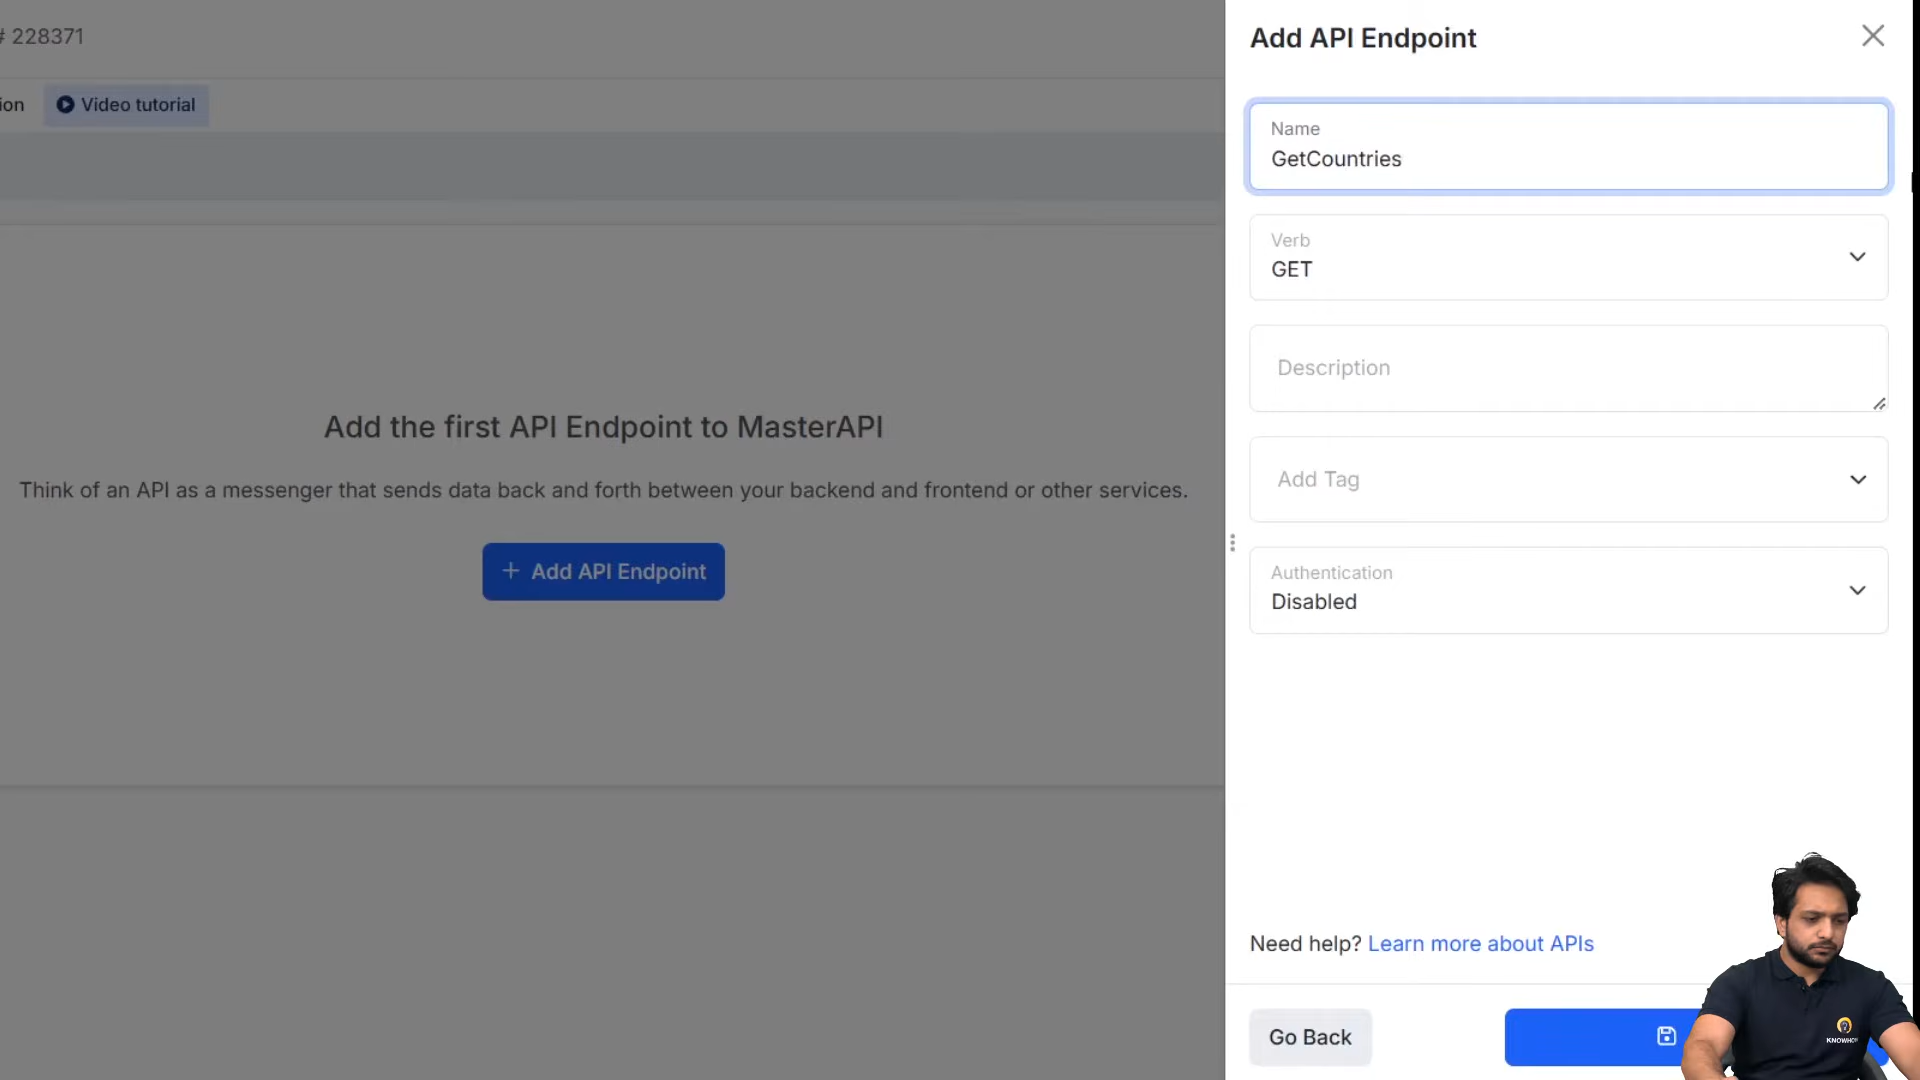 # 228371
ion
Video tutorial
Add the first API Endpoint to MasterAPI
Think of an API as a messenger that sends data back and forth between your backend and frontend or other services.
+ Add API Endpoint
Add API Endpoint
Name
GetCountries
Verb
GET
Description
Add Tag
Authentication
Disabled
Need help? Learn more about APIs
Go Back